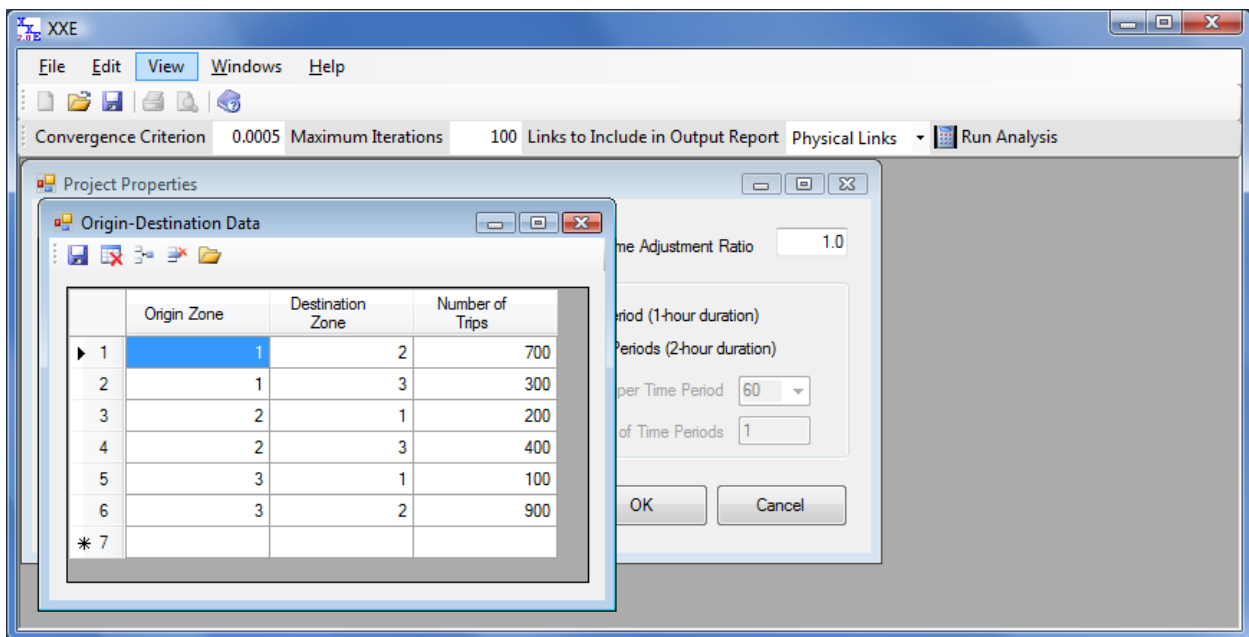 XXE
File Edit View Windows Help
Convergence Criterion 0.0005 Maximum Iterations 100 Links to Include in Output Report Physical Links Run Analysis
Project Properties
Origin-Destination Data
me Adjustment Ratio 1.0
Origin Zone Destination Zone Number of Trips
1 1 2 700
2 1 3 300
3 2 1 200
4 2 3 400
5 3 1 100
6 3 2 900
* 7
eriod (1-hour duration)
Periods (2-hour duration)
per Time Period 60
of Time Periods 1
OK Cancel